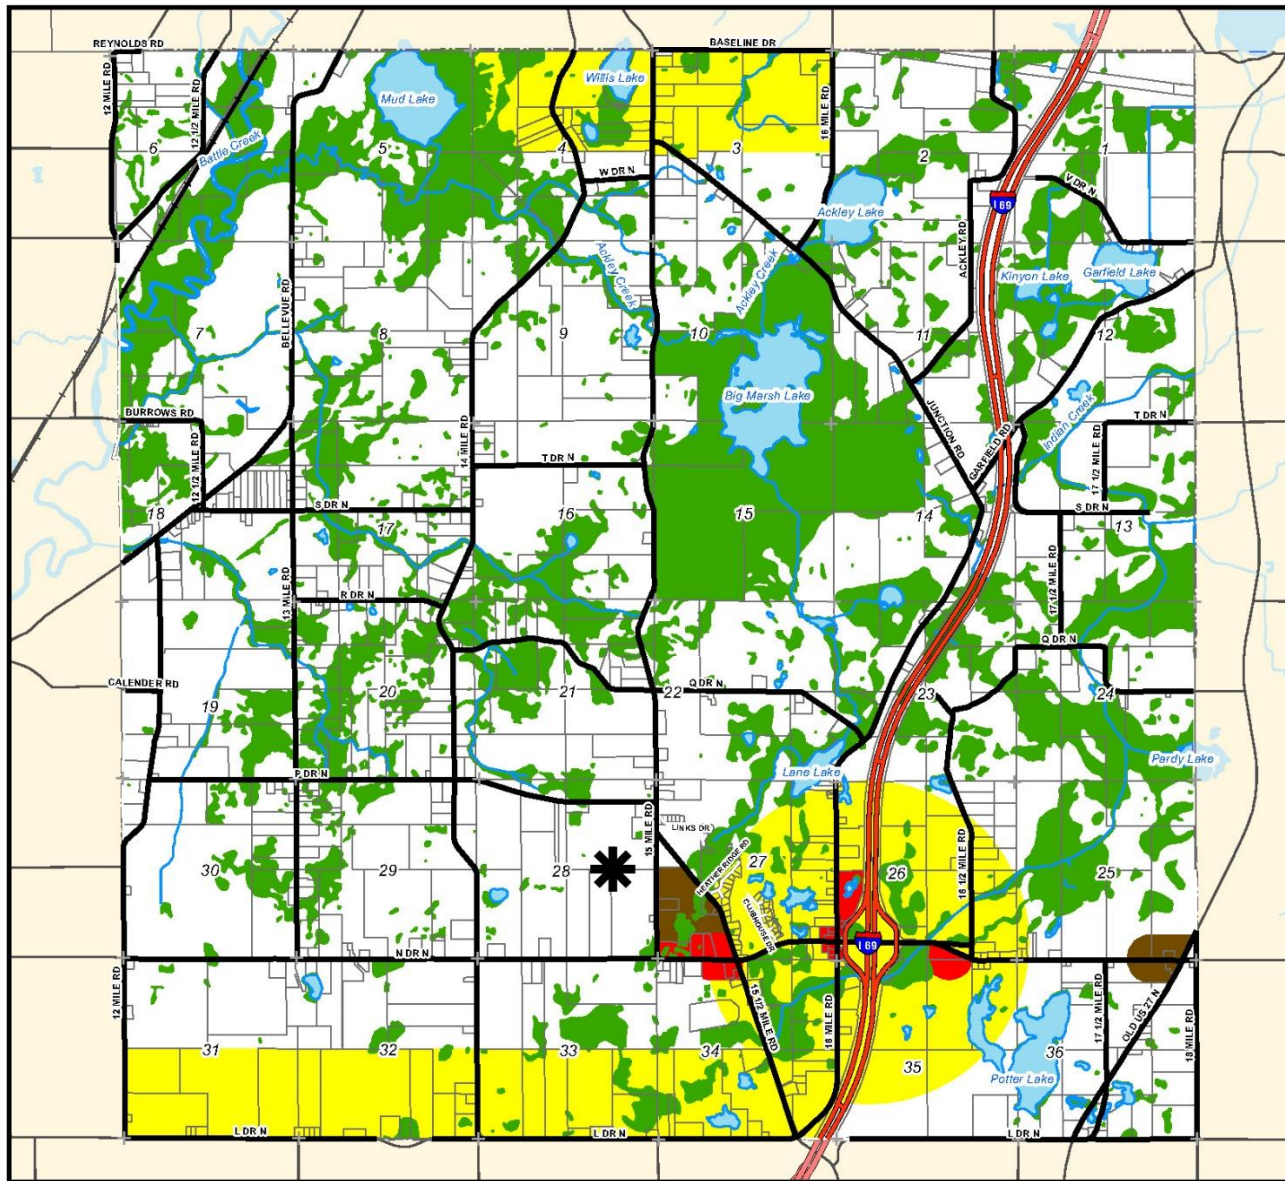 REYNOLDS RD
BASELINE DR
12 MILE RD
12 1/2 MILE RD
Willis Lake
16 MILE RD
Mud Lake
Battle Creek
6
5
4
3
2
1
W DR N
V DR N
I 69
Ackley Lake
ACKLEY RD
Ackley Creek
Ackley Creek
Kinyon Lake
Garfield Lake
BELLEVUE RD
7
8
9
10
11
12
Big Marsh Lake
BURROWS RD
JUNCTION RD
GARFIELD RD
Indian Creek
T DR N
14 MILE RD
12 1/2 MILE RD
T DR N
17 1/2 MILE RD
S DR N
S DR N
18
17
16
15
14
13
13 MILE RD
R DR N
17 1/2 MILE RD
Q DR N
CALENDER RD
Q DR N
19
20
21
22
23
24
P DR N
Lane Lake
Pardy Lake
15 MILE RD
LINKS DR
HEATHER RIDGE RD
16 1/2 MILE RD
30
29
28
27
26
25
CLUBHOUSE DR
I 69
N DR N
12 MILE RD
15 1/2 MILE RD
16 MILE RD
17 1/2 MILE RD
OLD US 27 N
18 MILE RD
31
32
33
34
35
36
Potter Lake
L DR N
L DR N
L DR N